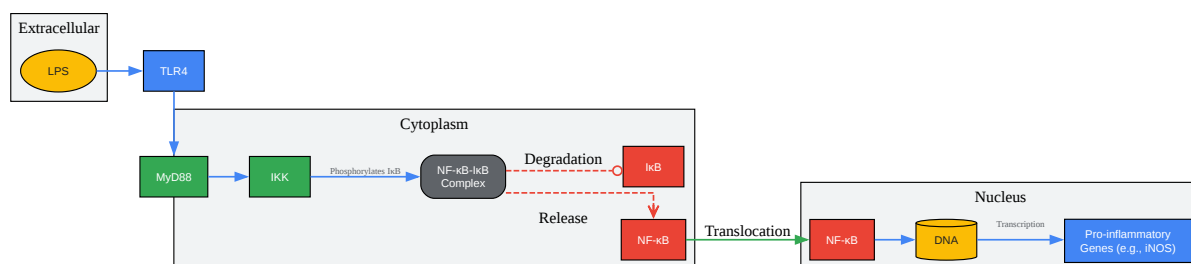 Extracellular
LPS
TLR4
Cytoplasm
MyD88
IKK
Phosphorylates IκB
NF-κB-IκB
Complex
Degradation
IκB
Release
NF-κB
Translocation
Nucleus
NF-κB
DNA
Transcription
Pro-inflammatory
Genes (e.g., iNOS)